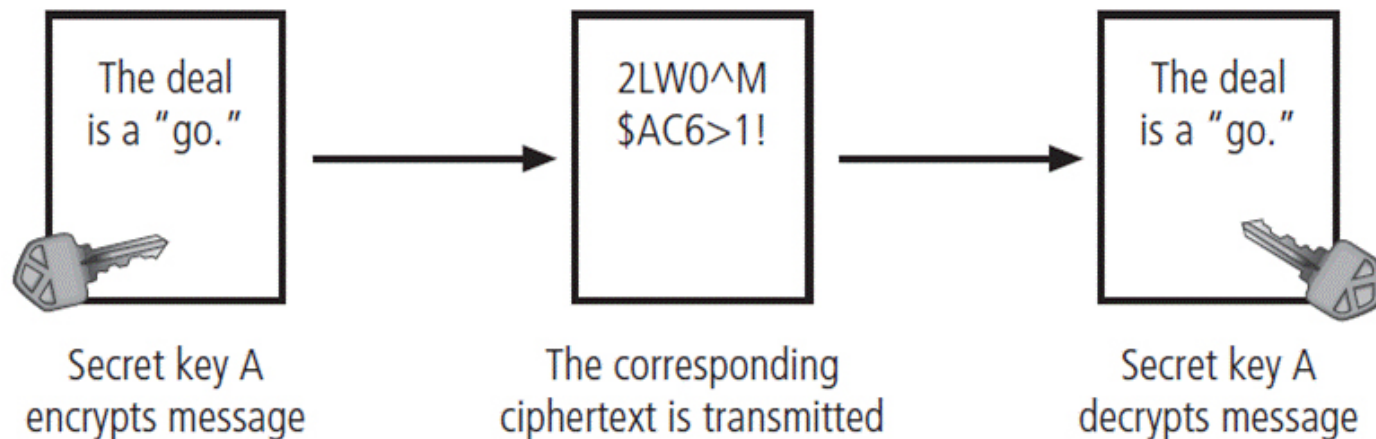 The deal
is a “go.”
2LW0^M
$AC6>1!
The deal
is a “go.”
Secret key A
encrypts message
The corresponding
ciphertext is transmitted
Secret key A
decrypts message